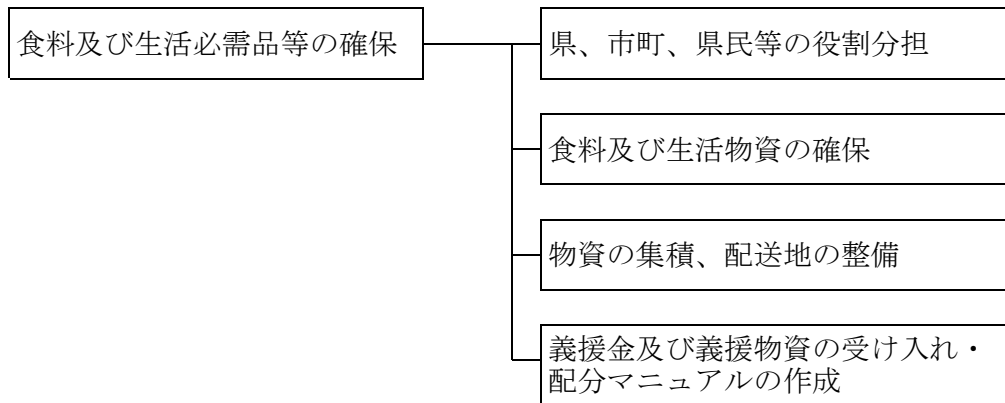 食料及び生活必需品等の確保
県、市町、県民等の役割分担
食料及び生活物資の確保
物資の集積、配送地の整備
義援金及び義援物資の受け入れ・
配分マニュアルの作成